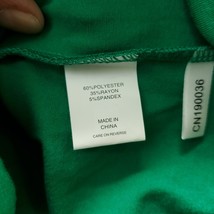 60%POLYESTER
35%RAYON
5%SPANDEX
MADE IN
CHINA
CARE ON REVERSE
CN190036